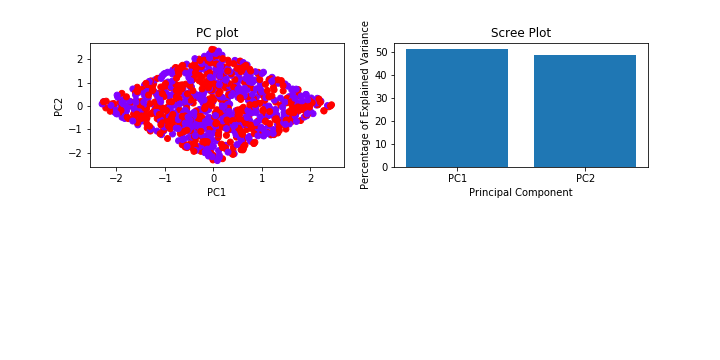 PC plot
PC2
2
1
0
−1
−2
−2
−1
0
1
2
PC1
Scree Plot
Percentage of Explained Variance
50
40
30
20
10
0
PC1
PC2
Principal Component